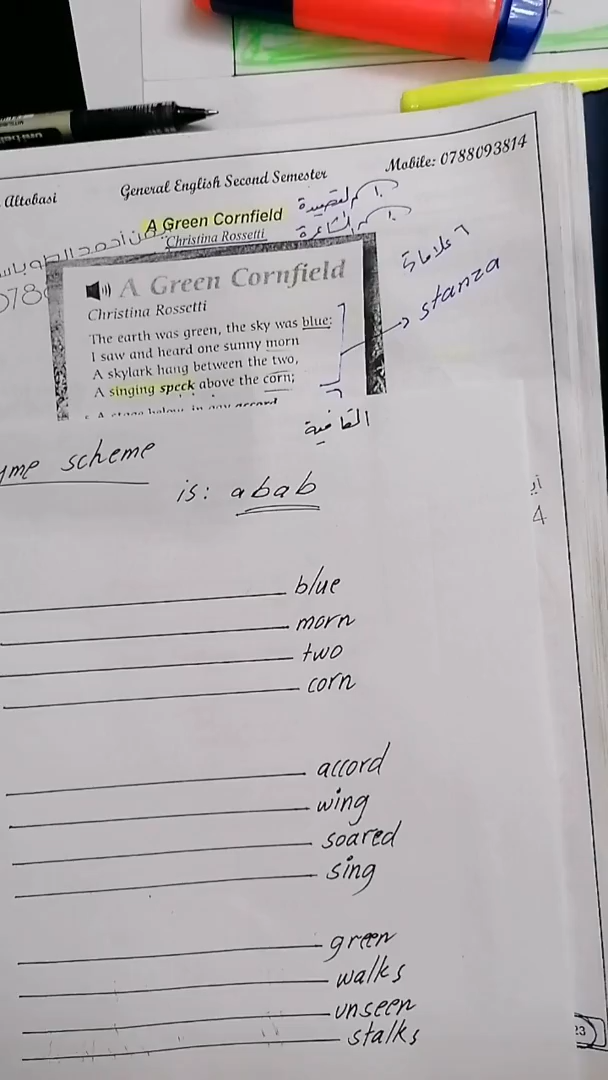 Altobasi
General English Second Semester
Mobile: 0788093814
A Green Cornfield
Christina Rossetti
A Green Cornfield
Christina Rossetti
The earth was green, the sky was blue:
I saw and heard one sunny morn
A skylark hang between the two,
A singing speck above the corn;
stanza
القافية
yme scheme
is: abab
blue
morn
two
corn
accord
wing
soared
sing
green
walks
unseen
stalks
23